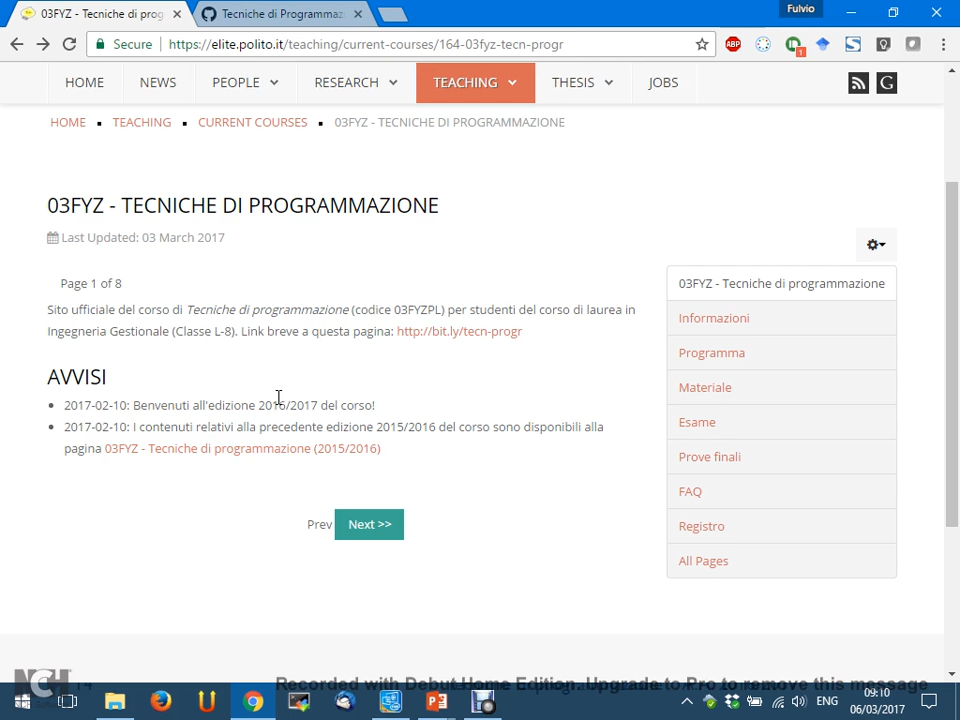 03FYZ - Tecniche di prog
Tecniche di Programmaz
Fulvio
Secure
https://elite.polito.it/teaching/current-courses/164-03fyz-tecn-progr
ABP
1
HOME
NEWS
PEOPLE
RESEARCH
TEACHING
THESIS
JOBS
G
HOME
TEACHING
CURRENT COURSES
03FYZ - TECNICHE DI PROGRAMMAZIONE
03FYZ - TECNICHE DI PROGRAMMAZIONE
Last Updated: 03 March 2017
Page 1 of 8
Sito ufficiale del corso di Tecniche di programmazione (codice 03FYZPL) per studenti del corso di laurea in
Ingegneria Gestionale (Classe L-8). Link breve a questa pagina: http://bit.ly/tecn-progr
AVVISI
2017-02-10: Benvenuti all'edizione 2016/2017 del corso!
2017-02-10: I contenuti relativi alla precedente edizione 2015/2016 del corso sono disponibili alla
pagina 03FYZ - Tecniche di programmazione (2015/2016)
Prev
Next >>
03FYZ - Tecniche di programmazione
Informazioni
Programma
Materiale
Esame
Prove finali
FAQ
Registro
All Pages
NCH
Recorded with Debut Home Edition. Upgrade to Pro to remove this message
ENG
09:10
06/03/2017